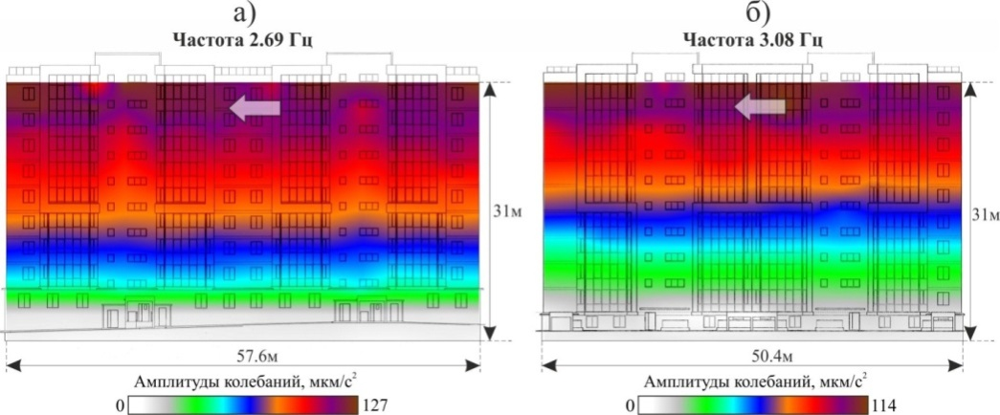 а)
Частота 2.69 Гц
31м
57.6м
Амплитуды колебаний, мкм/с²
0
127
б)
Частота 3.08 Гц
31м
50.4м
Амплитуды колебаний, мкм/с²
0
114